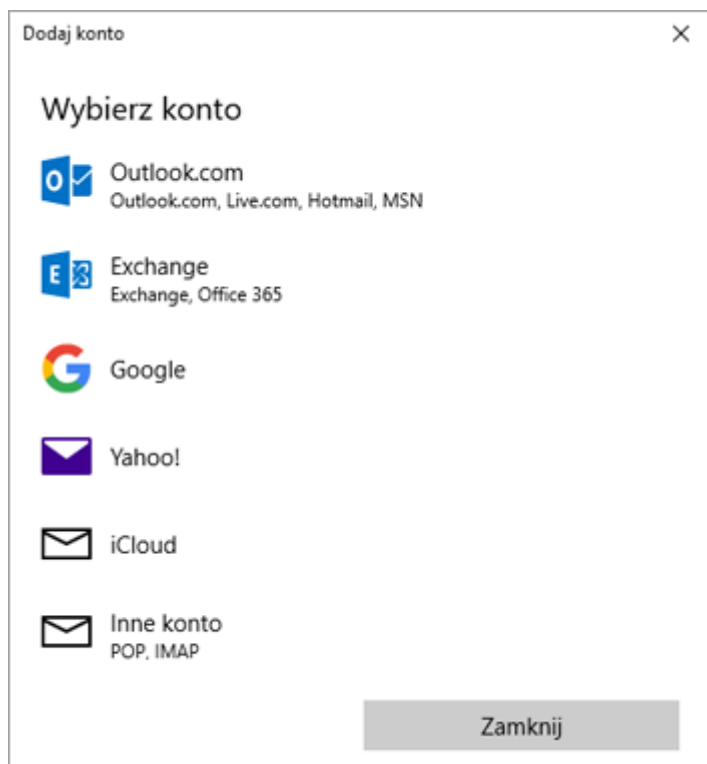 Dodaj konto
Wybierz konto
Outlook.com
Outlook.com, Live.com, Hotmail, MSN
Exchange
Exchange, Office 365
Google
Yahoo!
iCloud
Inne konto
POP, IMAP
Zamknij